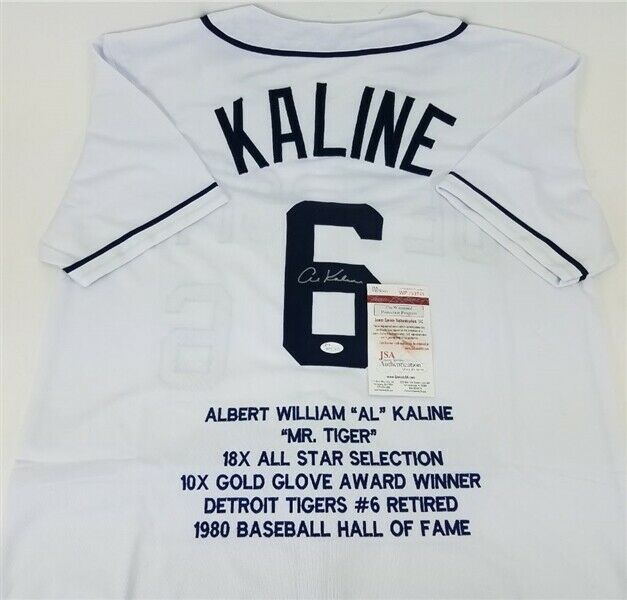 KALINE
6
Al Kaline
JSA
Authentication
ALBERT WILLIAM "AL" KALINE
"MR. TIGER"
18X ALL STAR SELECTION
10X GOLD GLOVE AWARD WINNER
DETROIT TIGERS #6 RETIRED
1980 BASEBALL HALL OF FAME